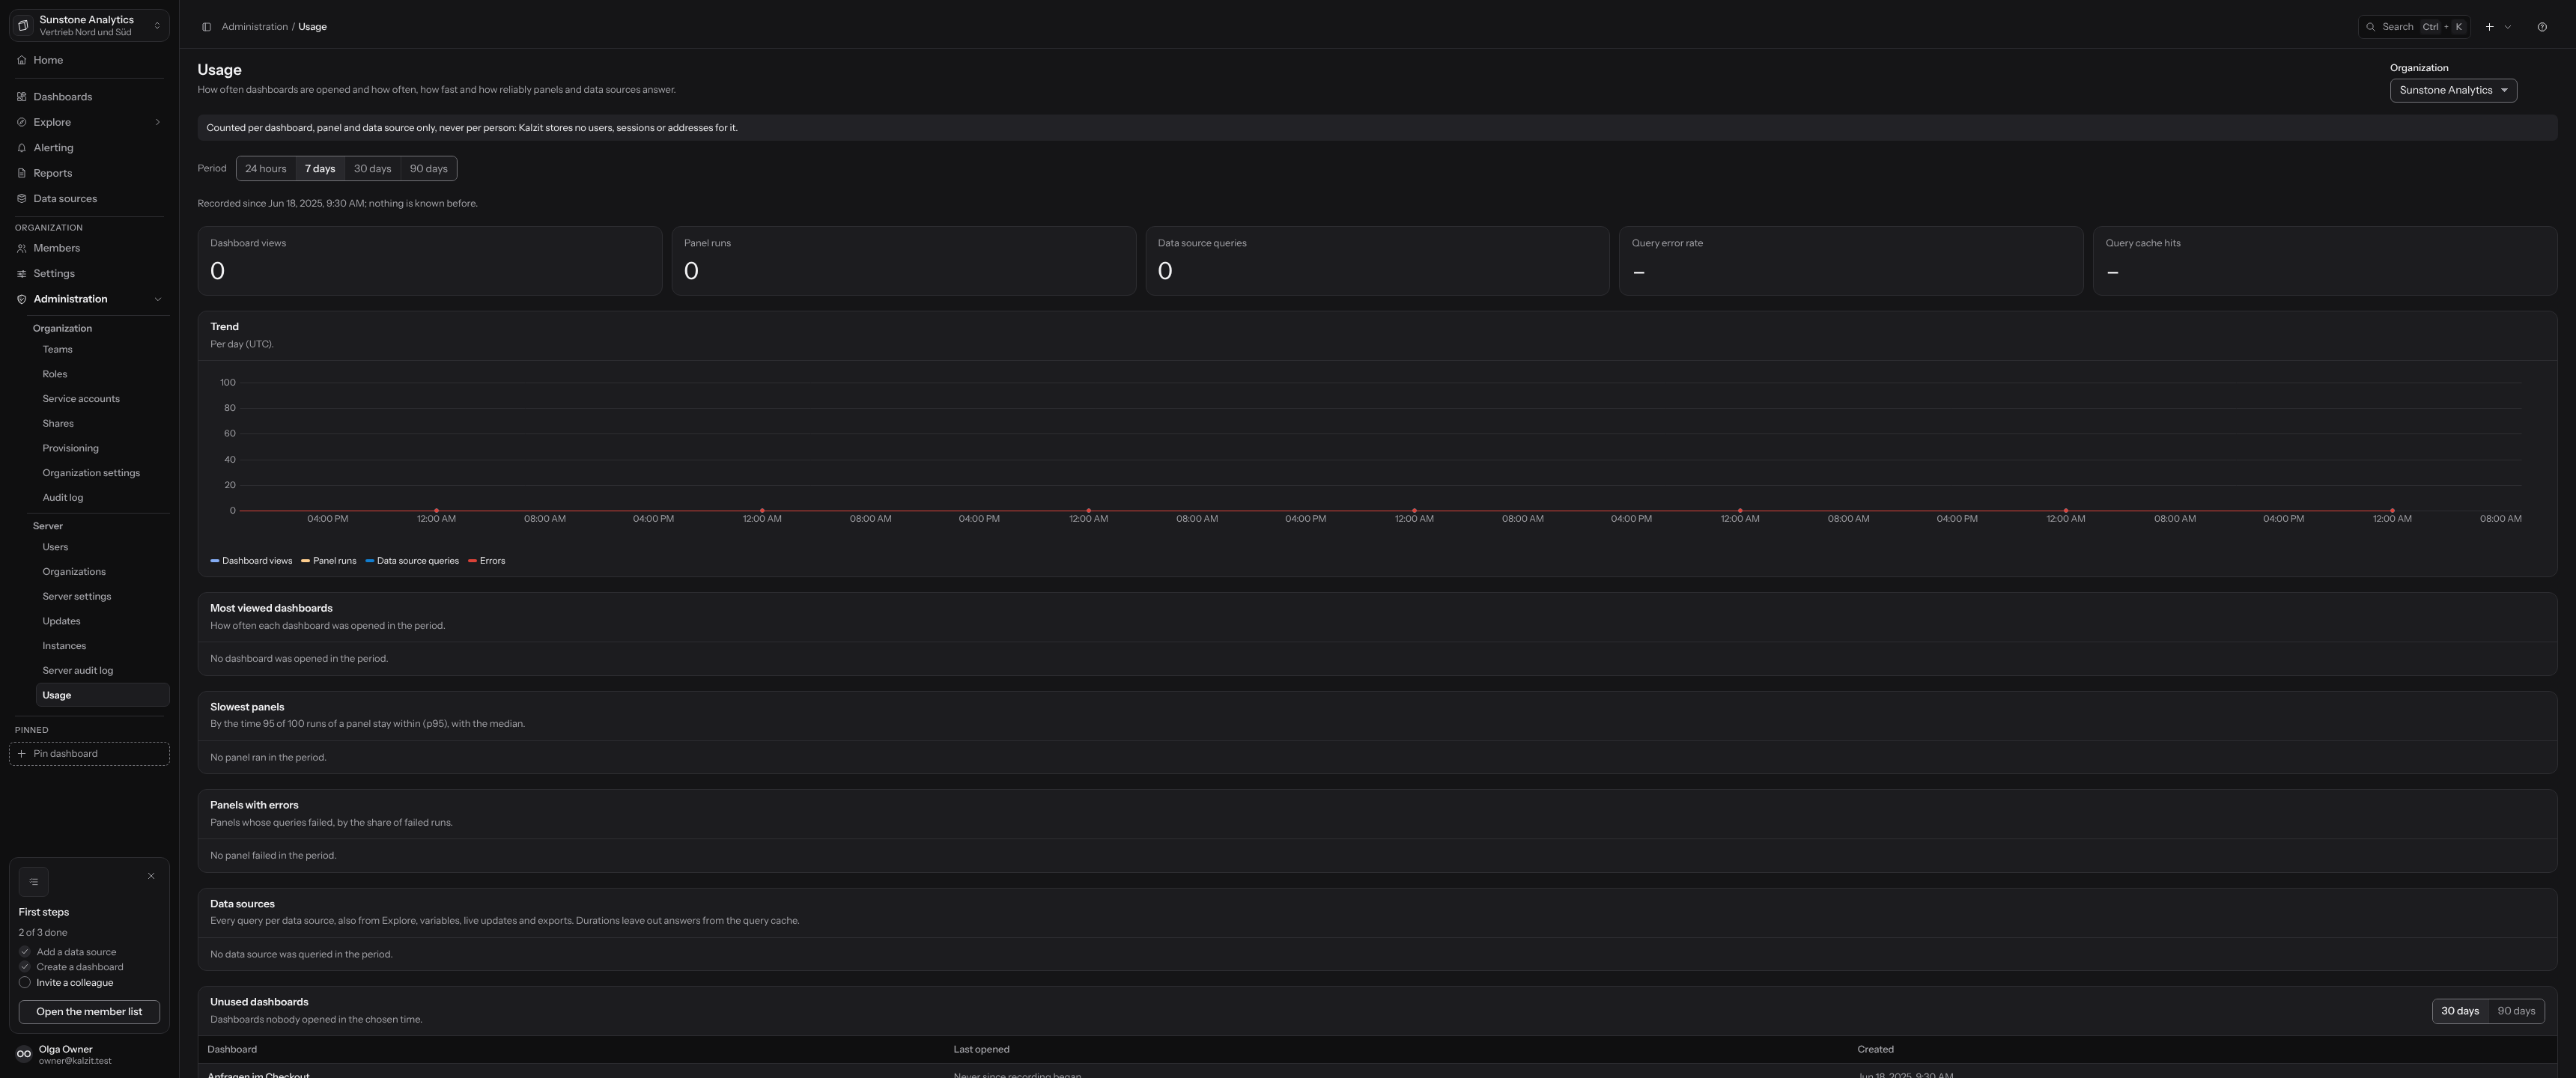 Sunstone Analytics
Vertrieb Nord und Süd
Home
Dashboards
Explore
Alerting
Reports
Data sources
ORGANIZATION
Members
Settings
Administration
Organization
Teams
Roles
Service accounts
Shares
Provisioning
Organization settings
Audit log
Server
Users
Organizations
Server settings
Updates
Instances
Server audit log
Usage
PINNED
Pin dashboard
First steps
2 of 3 done
Add a data source
Create a dashboard
Invite a colleague
Open the member list
OO
Olga Owner
owner@kalzit.test
Administration / Usage
Search Ctrl + K
Usage
How often dashboards are opened and how often, how fast and how reliably panels and data sources answer.
Organization
Sunstone Analytics
Counted per dashboard, panel and data source only, never per person: Kalzit stores no users, sessions or addresses for it.
Period 24 hours 7 days 30 days 90 days
Recorded since Jun 18, 2025, 9:30 AM; nothing is known before.
Dashboard views
0
Panel runs
0
Data source queries
0
Query error rate
–
Query cache hits
–
Trend
Per day (UTC).
100
80
60
40
20
0
04:00 PM 12:00 AM 08:00 AM 04:00 PM 12:00 AM 08:00 AM 04:00 PM 12:00 AM 08:00 AM 04:00 PM 12:00 AM 08:00 AM 04:00 PM 12:00 AM 08:00 AM 04:00 PM 12:00 AM 08:00 AM 04:00 PM 12:00 AM 08:00 AM
Dashboard views Panel runs Data source queries Errors
Most viewed dashboards
How often each dashboard was opened in the period.
No dashboard was opened in the period.
Slowest panels
By the time 95 of 100 runs of a panel stay within (p95), with the median.
No panel ran in the period.
Panels with errors
Panels whose queries failed, by the share of failed runs.
No panel failed in the period.
Data sources
Every query per data source, also from Explore, variables, live updates and exports. Durations leave out answers from the query cache.
No data source was queried in the period.
Unused dashboards
Dashboards nobody opened in the chosen time.
30 days 90 days
Dashboard Last opened Created
Anfragen im Checkout Never since recording began Jun 18, 2025, 9:30 AM